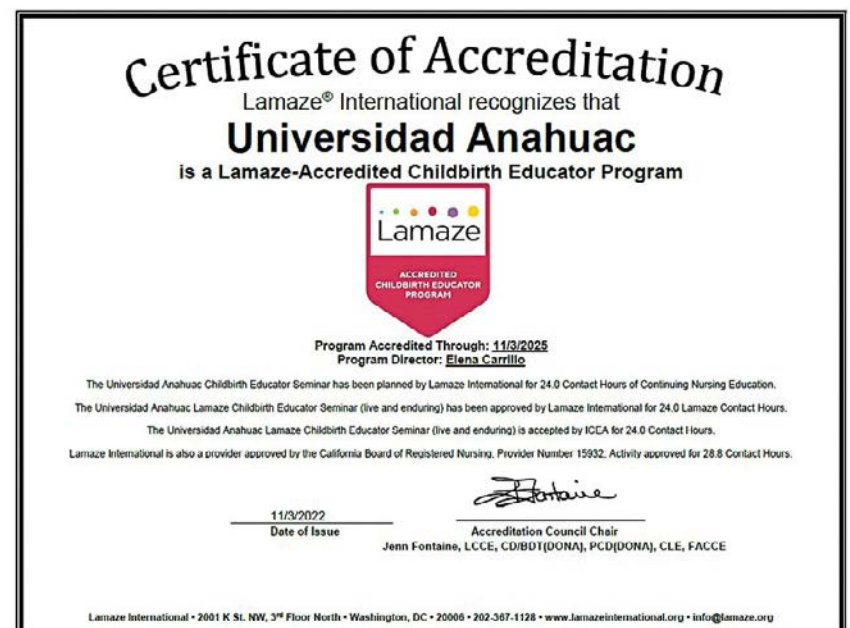 Certificate of Accreditation
Lamaze® International recognizes that
Universidad Anahuac
is a Lamaze-Accredited Childbirth Educator Program
Lamaze
ACCREDITED
CHILDBIRTH EDUCATOR
PROGRAM
Program Accredited Through: 11/3/2025
Program Director: Elena Carrillo
The Universidad Anahuac Childbirth Educator Seminar has been planned by Lamaze International for 24.0 Contact Hours of Continuing Nursing Education.
The Universidad Anahuac Lamaze Childbirth Educator Seminar (live and enduring) has been approved by Lamaze International for 24.0 Lamaze Contact Hours.
The Universidad Anahuac Lamaze Childbirth Educator Seminar (live and enduring) is accepted by ICEA for 24.0 Contact Hours.
Lamaze International is also a provider approved by the California Board of Registered Nursing, Provider Number 15932, Activity approved for 28.8 Contact Hours.
11/3/2022
Date of Issue
Accreditation Council Chair
Jenn Fontaine, LCCE, CD/BDT(DONA), PCD(DONA), CLE, FACCE
Lamaze International • 2001 K St. NW, 3rd Floor North • Washington, DC • 20006 • 202-367-1128 • www.lamazeinternational.org • info@lamaze.org